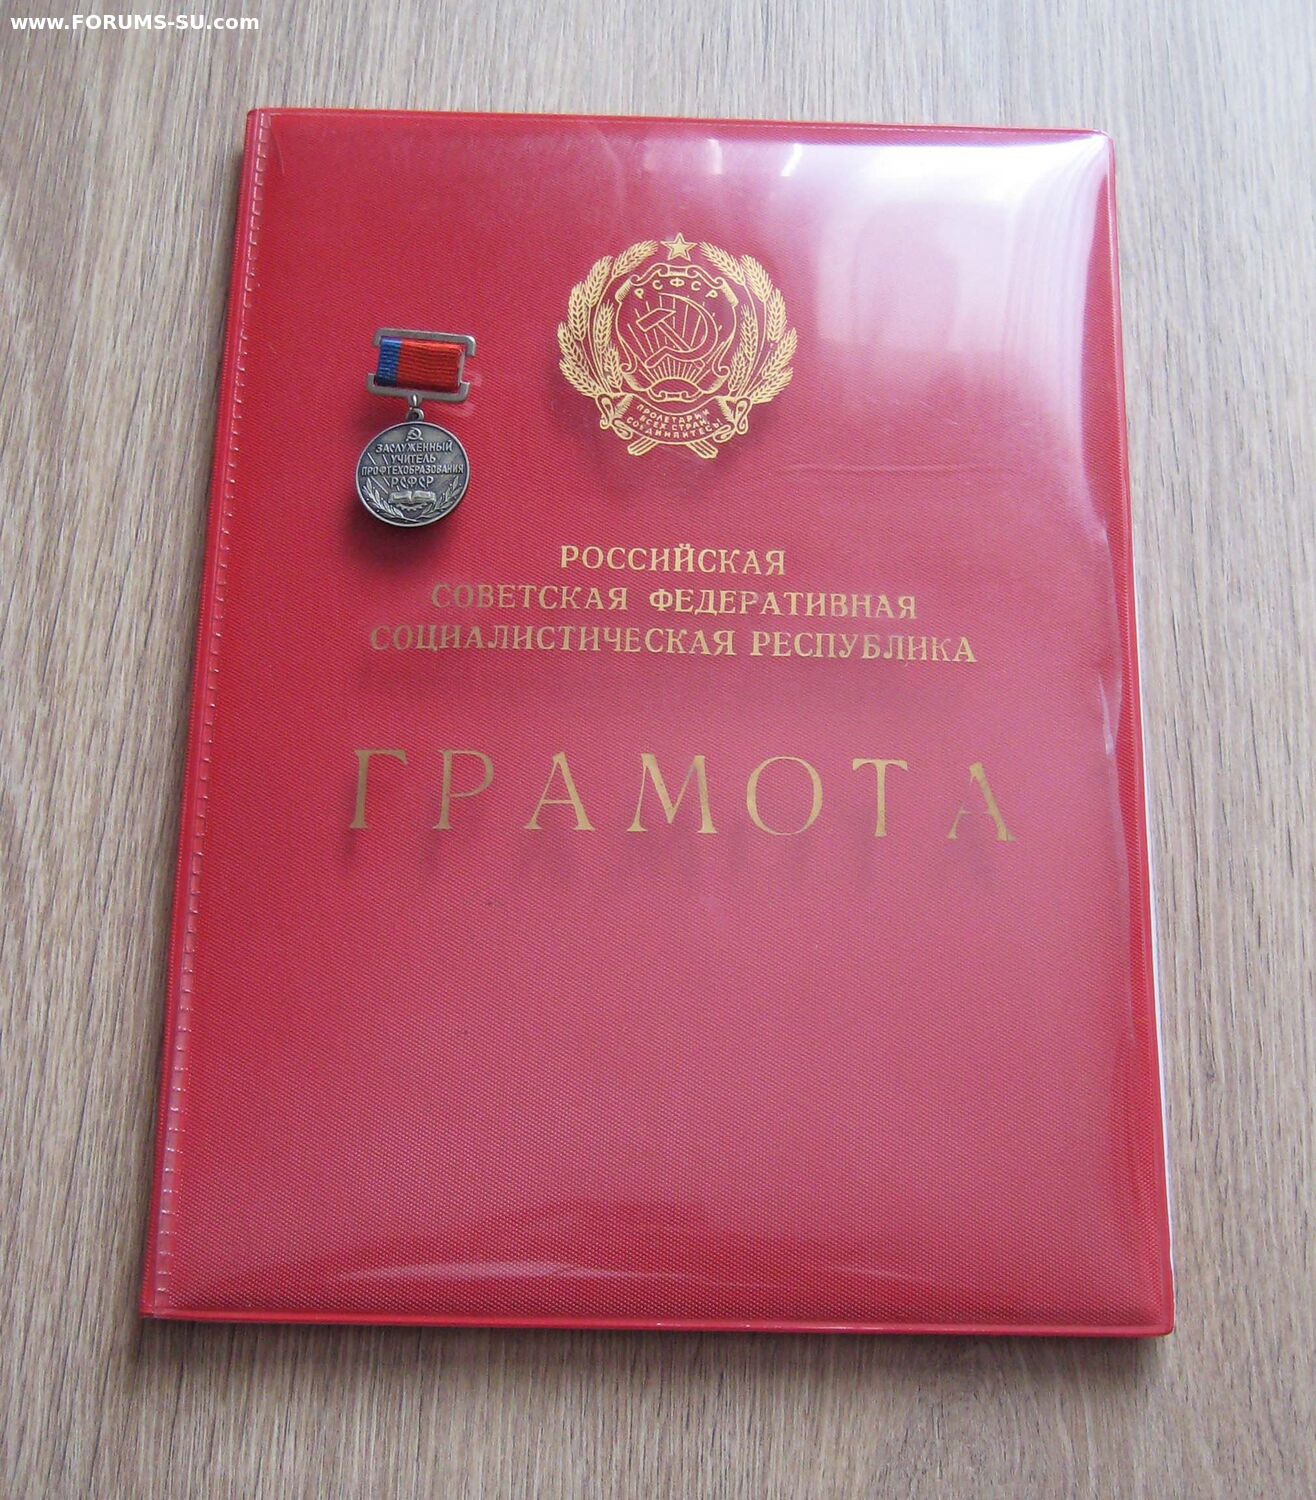 www.FORUMS-SU.com
РСФСР
ПРОЛЕТАРИИ
ВСЕХ СТРАН,
СОЕДИНЯЙТЕСЬ!
ЗАСЛУЖЕННЫЙ
УЧИТЕЛЬ
ПРОФТЕХОБРАЗОВАНИЯ
РСФСР
РОССИЙСКАЯ
СОВЕТСКАЯ ФЕДЕРАТИВНАЯ
СОЦИАЛИСТИЧЕСКАЯ РЕСПУБЛИКА
ГРАМОТА